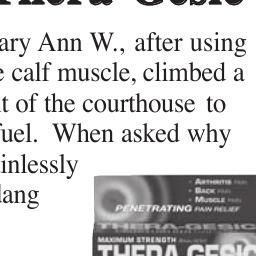 Thera-Gesic
ary Ann W., after using
e calf muscle, climbed a
t of the courthouse to
fuel. When asked why
inlessly
dang
• ARTHRITIS PAIN
• BACK PAIN
• MUSCLE PAIN
PENETRATING PAIN RELIEF
THERA-GESIC
MAXIMUM STRENGTH
THERA-GESIC